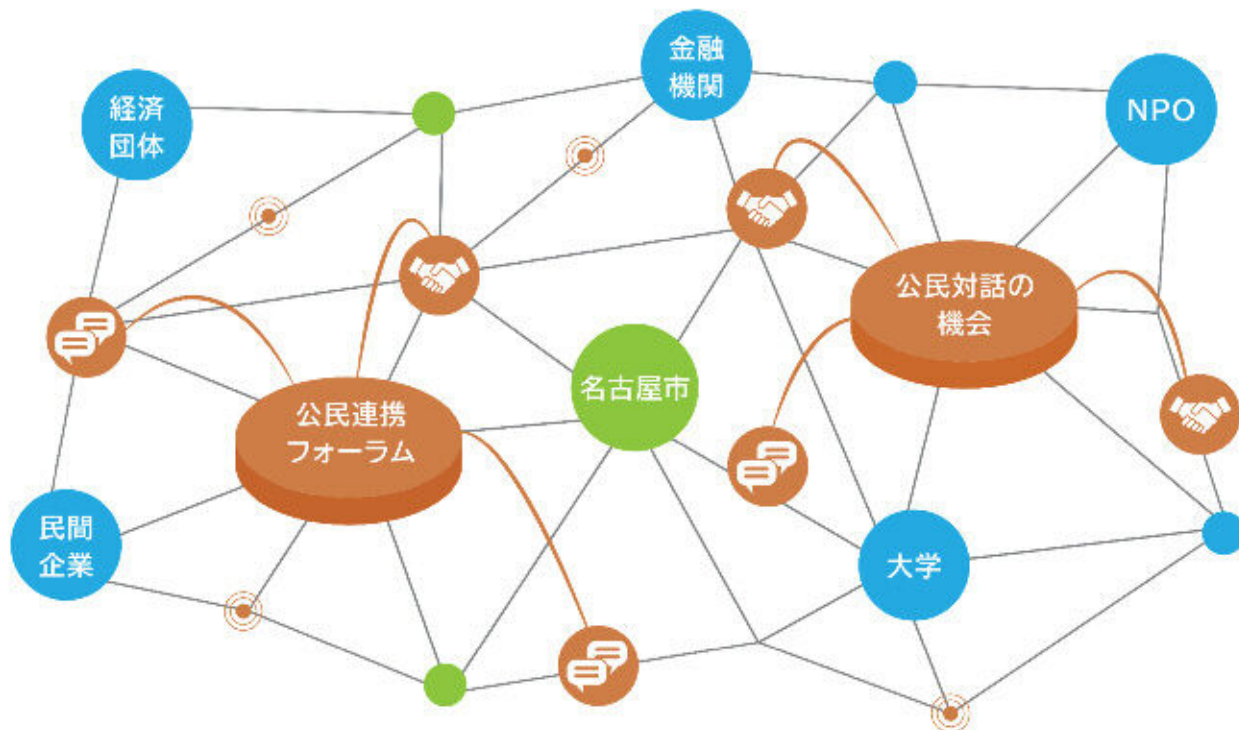 金融
機関
経済
団体
NPO
公民対話の
機会
名古屋市
公民連携
フォーラム
民間
企業
大学